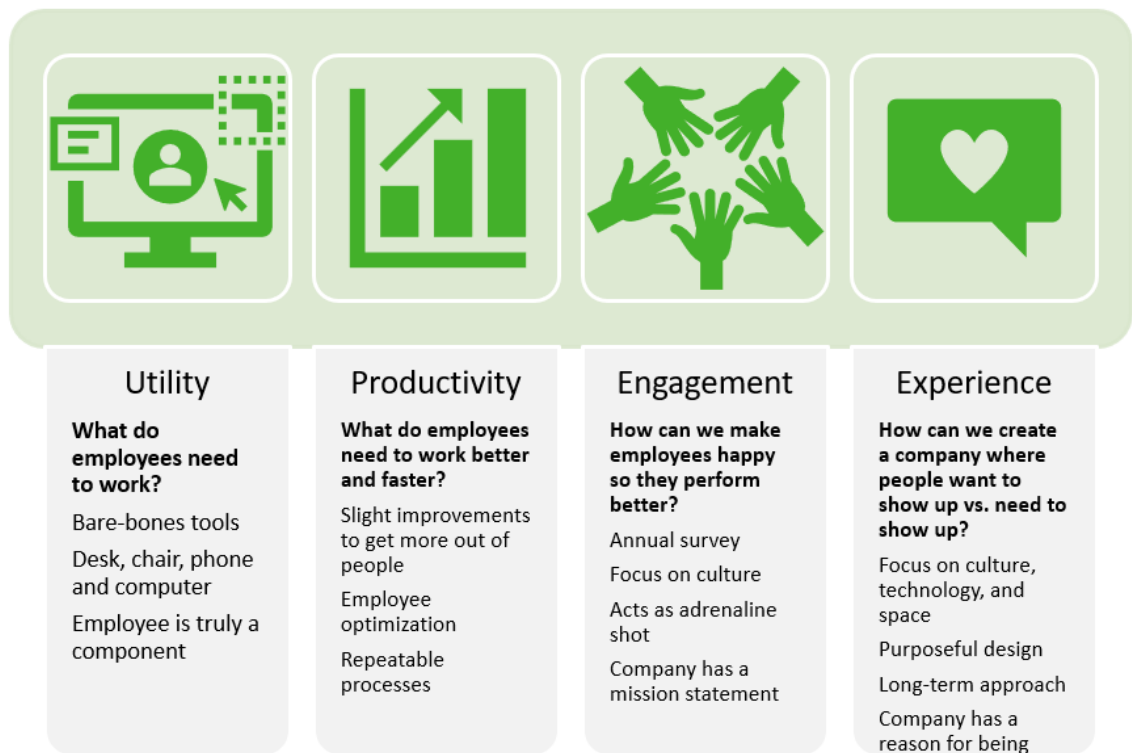 Utility
What do
employees need
to work?
Bare-bones tools
Desk, chair, phone
and computer
Employee is truly a
component
Productivity
What do employees
need to work better
and faster?
Slight improvements
to get more out of
people
Employee
optimization
Repeatable
processes
Engagement
How can we make
employees happy
so they perform
better?
Annual survey
Focus on culture
Acts as adrenaline
shot
Company has a
mission statement
Experience
How can we create
a company where
people want to
show up vs. need to
show up?
Focus on culture,
technology, and
space
Purposeful design
Long-term approach
Company has a
reason for being